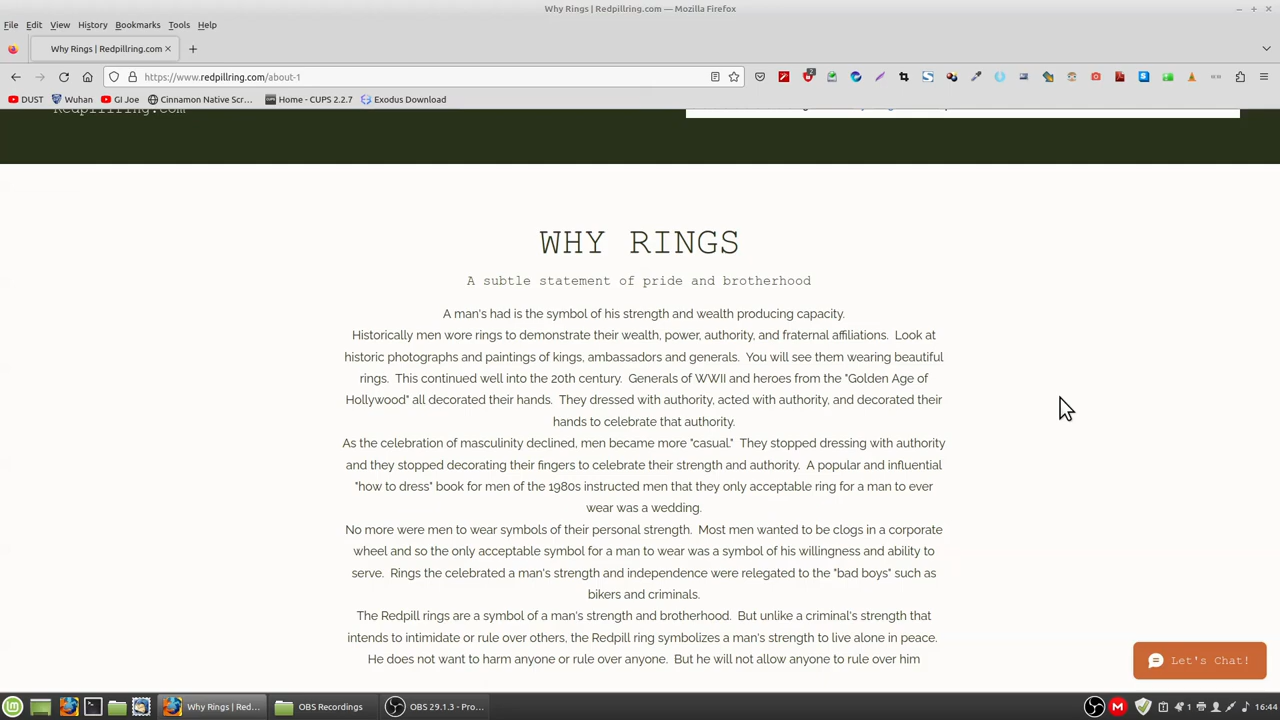 Why Rings | Redpillring.com — Mozilla Firefox
File Edit View History Bookmarks Tools Help
Why Rings | Redpillring.com
https://www.redpillring.com/about-1
DUST Wuhan GI Joe Cinnamon Native Scr... Home - CUPS 2.2.7 Exodus Download
Redpillring.com
WHY RINGS
A subtle statement of pride and brotherhood
A man's had is the symbol of his strength and wealth producing capacity.
Historically men wore rings to demonstrate their wealth, power, authority, and fraternal affiliations. Look at
historic photographs and paintings of kings, ambassadors and generals. You will see them wearing beautiful
rings. This continued well into the 20th century. Generals of WWII and heroes from the "Golden Age of
Hollywood" all decorated their hands. They dressed with authority, acted with authority, and decorated their
hands to celebrate that authority.
As the celebration of masculinity declined, men became more "casual." They stopped dressing with authority
and they stopped decorating their fingers to celebrate their strength and authority. A popular and influential
"how to dress" book for men of the 1980s instructed men that they only acceptable ring for a man to ever
wear was a wedding.
No more were men to wear symbols of their personal strength. Most men wanted to be clogs in a corporate
wheel and so the only acceptable symbol for a man to wear was a symbol of his willingness and ability to
serve. Rings the celebrated a man's strength and independence were relegated to the "bad boys" such as
bikers and criminals.
The Redpill rings are a symbol of a man's strength and brotherhood. But unlike a criminal's strength that
intends to intimidate or rule over others, the Redpill ring symbolizes a man's strength to live alone in peace.
He does not want to harm anyone or rule over anyone. But he will not allow anyone to rule over him
Let's Chat!
Why Rings | Red... OBS Recordings OBS 29.1.3 - Pro... 1 16:44